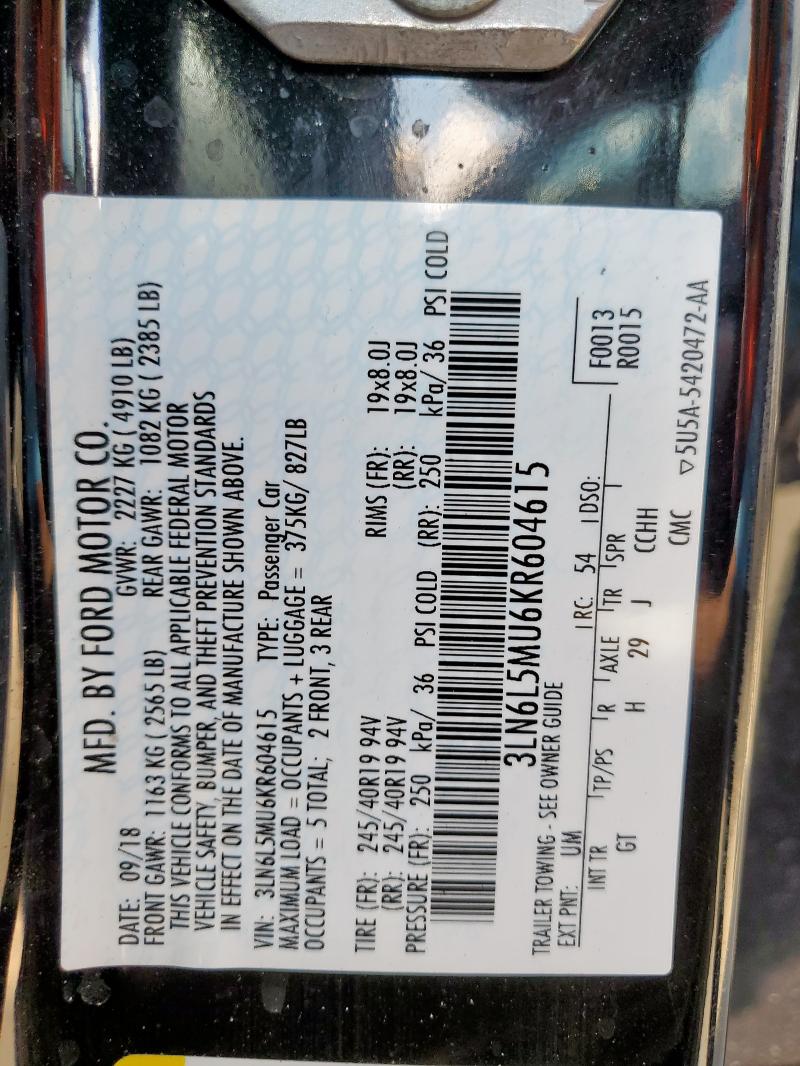 MFD. BY FORD MOTOR CO.
DATE: 09/18 GVWR: 2227 KG ( 4910 LB)
FRONT GAWR: 1163 KG ( 2565 LB) REAR GAWR: 1082 KG ( 2385 LB)
THIS VEHICLE CONFORMS TO ALL APPLICABLE FEDERAL MOTOR
VEHICLE SAFETY, BUMPER, AND THEFT PREVENTION STANDARDS
IN EFFECT ON THE DATE OF MANUFACTURE SHOWN ABOVE.
VIN: 3LN6L5MU6KR604615 TYPE: Passenger Car
MAXIMUM LOAD = OCCUPANTS + LUGGAGE = 375KG/ 827LB
OCCUPANTS = 5 TOTAL; 2 FRONT, 3 REAR
TIRE (FR): 245/40R19 94V RIMS (FR): 19x8.0J
(RR): 245/40R19 94V (RR): 19x8.0J
PRESSURE (FR): 250 kPa/ 36 PSI COLD (RR): 250 kPa/ 36 PSI COLD
3LN6L5MU6KR604615
TRAILER TOWING - SEE OWNER GUIDE
EXT PNT: UM RC: 54 DSO: F0013
INT TR TP/PS R AXLE TR SPR R0015
GT H 29 J CCHH
CMC ▽5U5A-5420472-AA